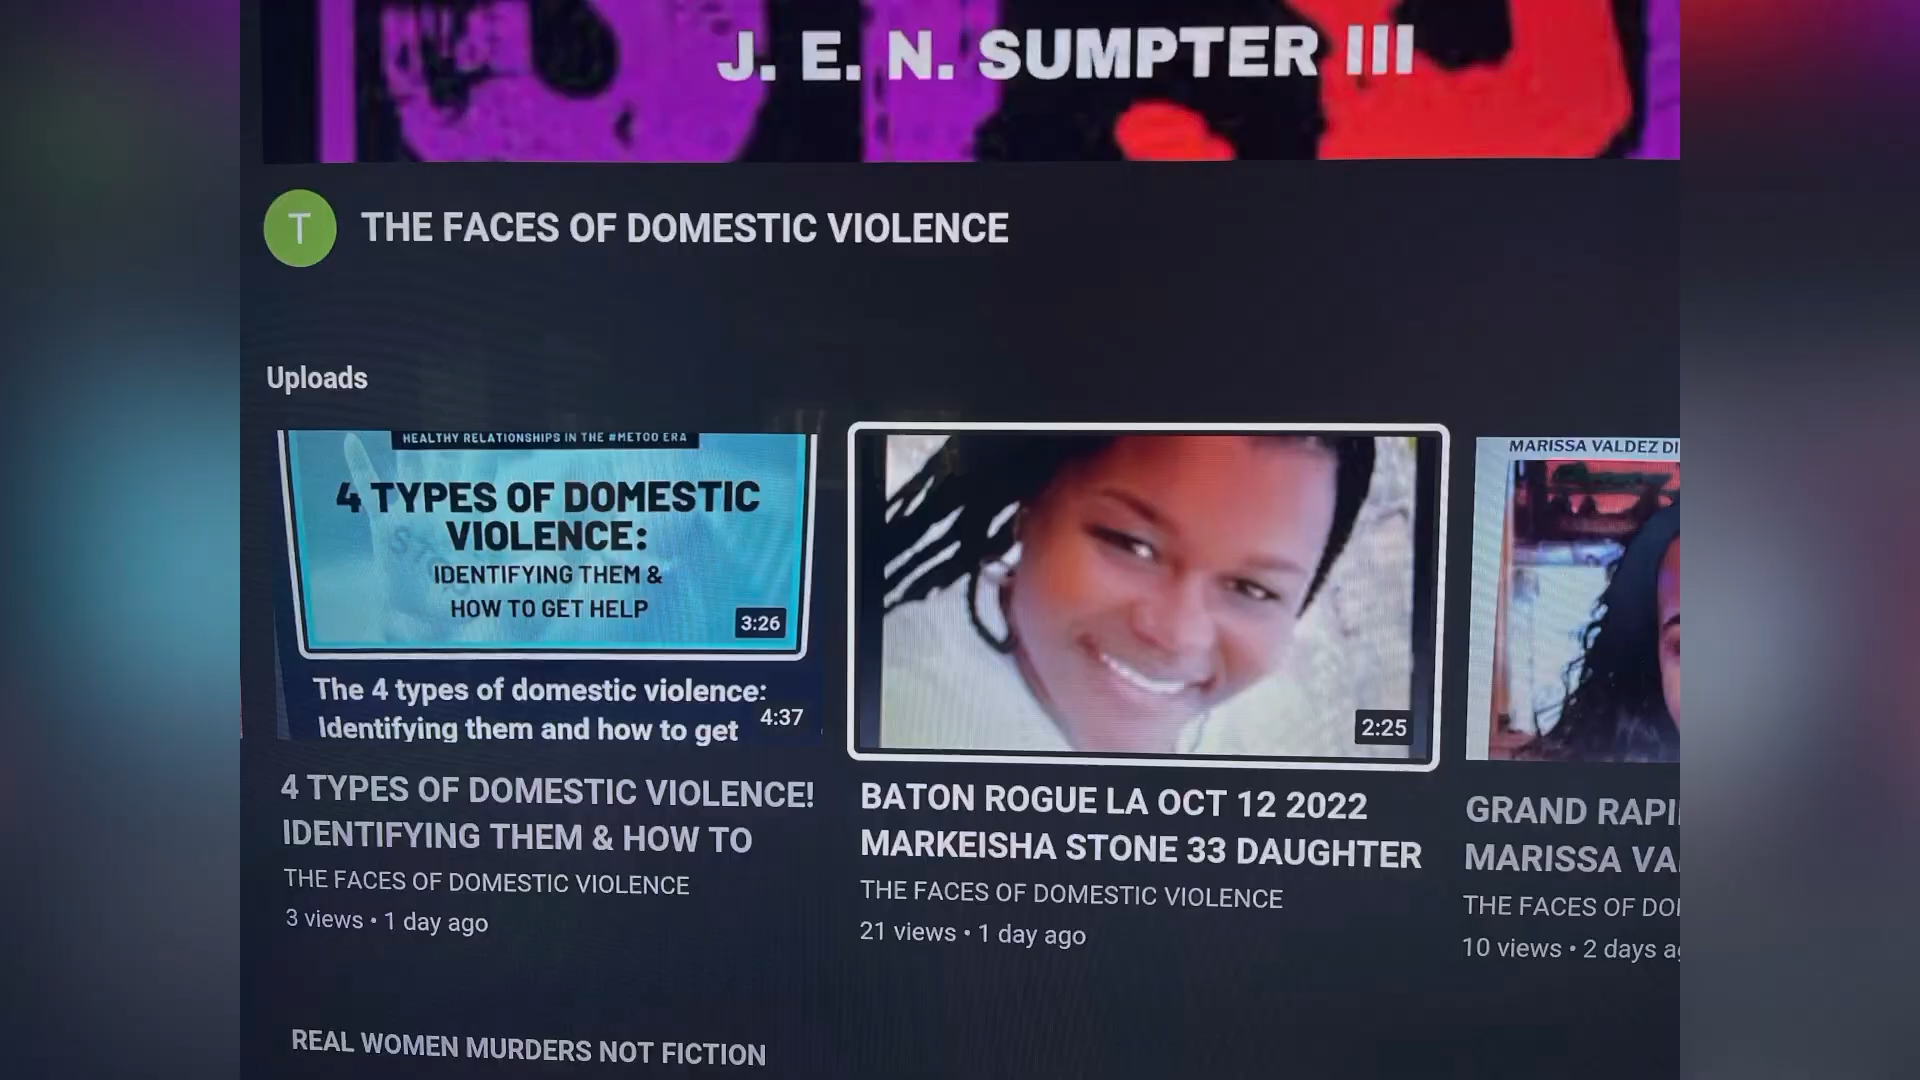 J. E. N. SUMPTER III
T
THE FACES OF DOMESTIC VIOLENCE
Uploads
HEALTHY RELATIONSHIPS IN THE #METOO ERA
4 TYPES OF DOMESTIC
VIOLENCE:
IDENTIFYING THEM &
HOW TO GET HELP
3:26
The 4 types of domestic violence:
Identifying them and how to get
4:37
4 TYPES OF DOMESTIC VIOLENCE!
IDENTIFYING THEM & HOW TO
THE FACES OF DOMESTIC VIOLENCE
3 views • 1 day ago
2:25
BATON ROGUE LA OCT 12 2022
MARKEISHA STONE 33 DAUGHTER
THE FACES OF DOMESTIC VIOLENCE
21 views • 1 day ago
MARISSA VALDEZ DI
GRAND RAPI
MARISSA VA
THE FACES OF DO
10 views • 2 days a
REAL WOMEN MURDERS NOT FICTION